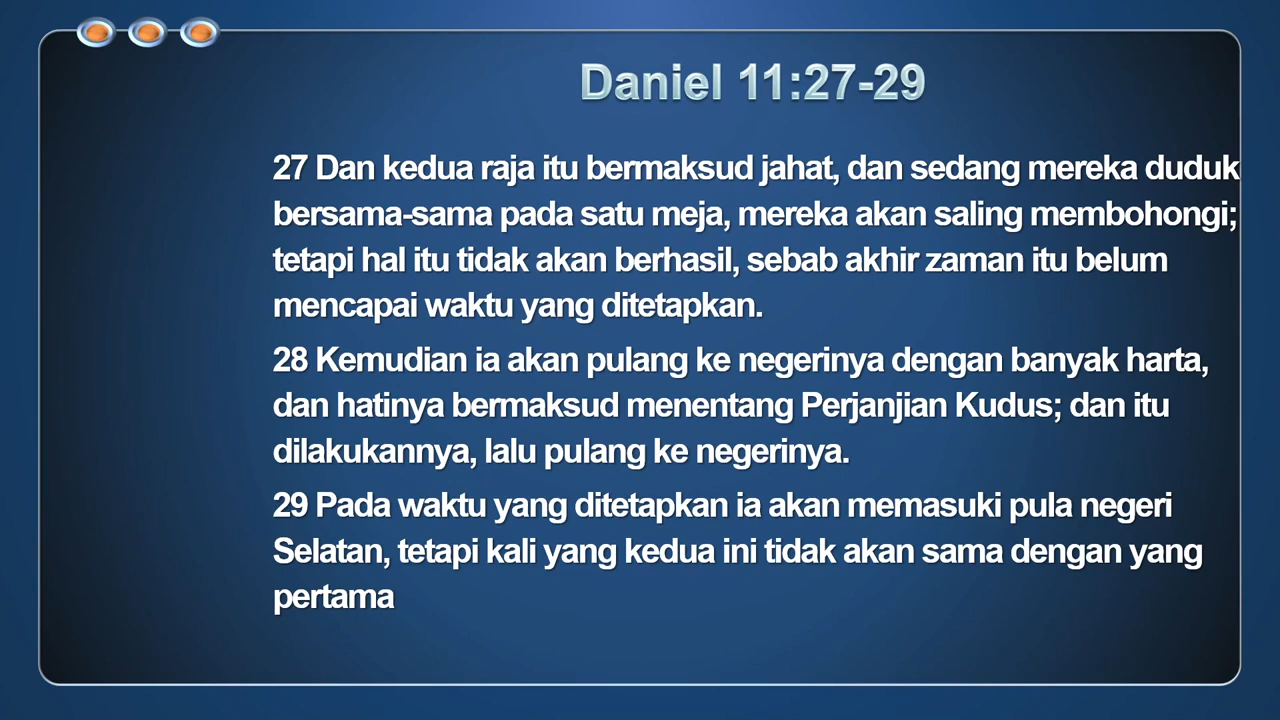 Daniel 11:27-29
27 Dan kedua raja itu bermaksud jahat, dan sedang mereka duduk
bersama-sama pada satu meja, mereka akan saling membohongi;
tetapi hal itu tidak akan berhasil, sebab akhir zaman itu belum
mencapai waktu yang ditetapkan.
28 Kemudian ia akan pulang ke negerinya dengan banyak harta,
dan hatinya bermaksud menentang Perjanjian Kudus; dan itu
dilakukannya, lalu pulang ke negerinya.
29 Pada waktu yang ditetapkan ia akan memasuki pula negeri
Selatan, tetapi kali yang kedua ini tidak akan sama dengan yang
pertama